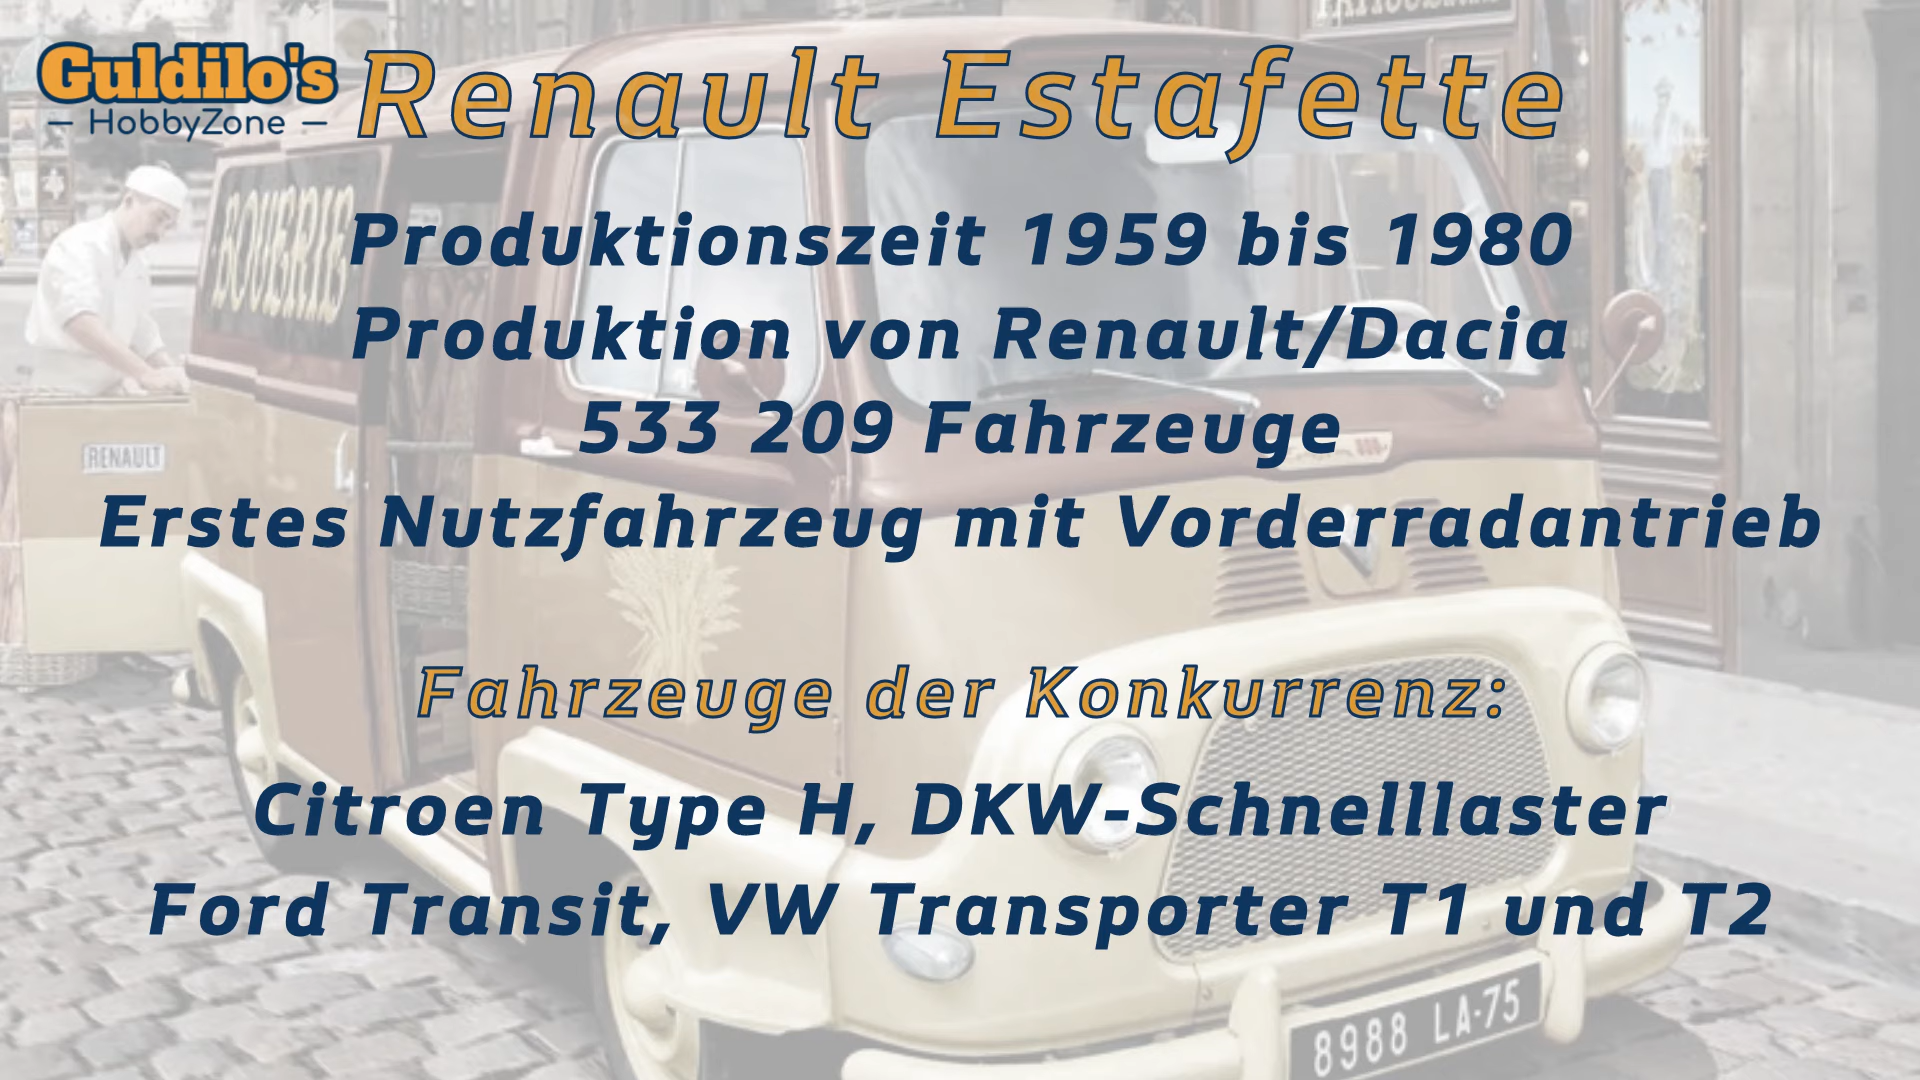 Guldilo's
HobbyZone
Renault Estafette
Produktionszeit 1959 bis 1980
Produktion von Renault/Dacia
533 209 Fahrzeuge
Erstes Nutzfahrzeug mit Vorderradantrieb
RENAULT
Fahrzeuge der Konkurrenz:
Citroen Type H, DKW-Schnelllaster
Ford Transit, VW Transporter T1 und T2
8988 LA-75